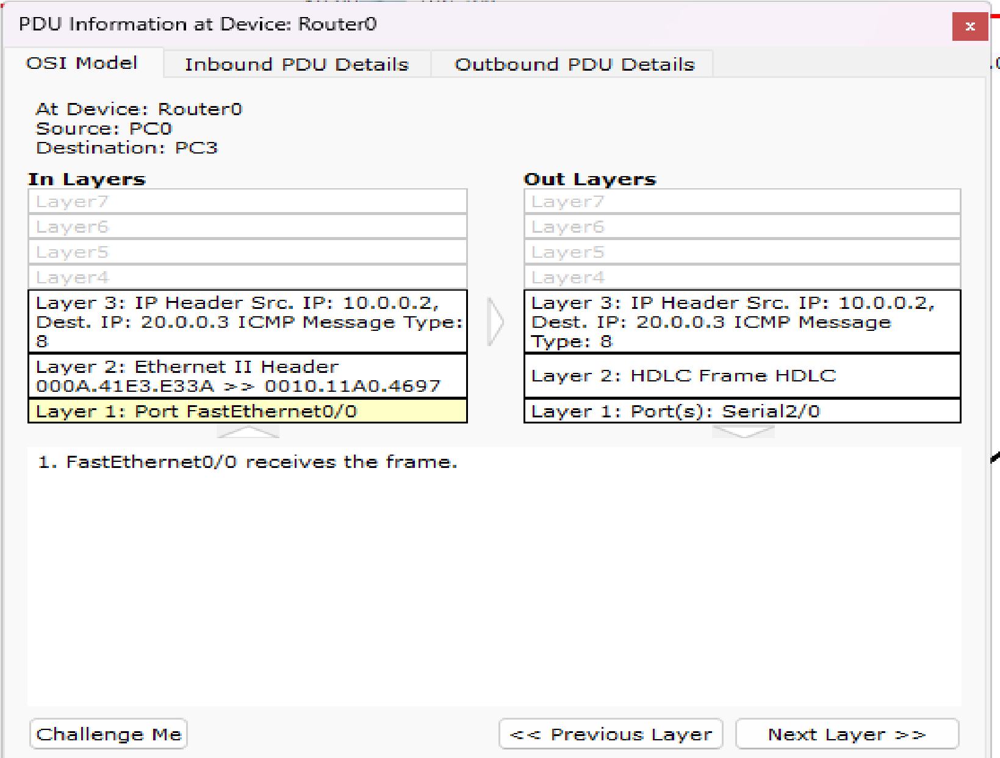 PDU Information at Device: Router0
x
OSI Model
Inbound PDU Details
Outbound PDU Details
At Device: Router0
Source: PC0
Destination: PC3
In Layers
Layer7
Layer6
Layer5
Layer4
Layer 3: IP Header Src. IP: 10.0.0.2,
Dest. IP: 20.0.0.3 ICMP Message Type:
8
Layer 2: Ethernet II Header
000A.41E3.E33A >> 0010.11A0.4697
Layer 1: Port FastEthernet0/0
Out Layers
Layer7
Layer6
Layer5
Layer4
Layer 3: IP Header Src. IP: 10.0.0.2,
Dest. IP: 20.0.0.3 ICMP Message
Type: 8
Layer 2: HDLC Frame HDLC
Layer 1: Port(s): Serial2/0
1. FastEthernet0/0 receives the frame.
Challenge Me
<< Previous Layer
Next Layer >>